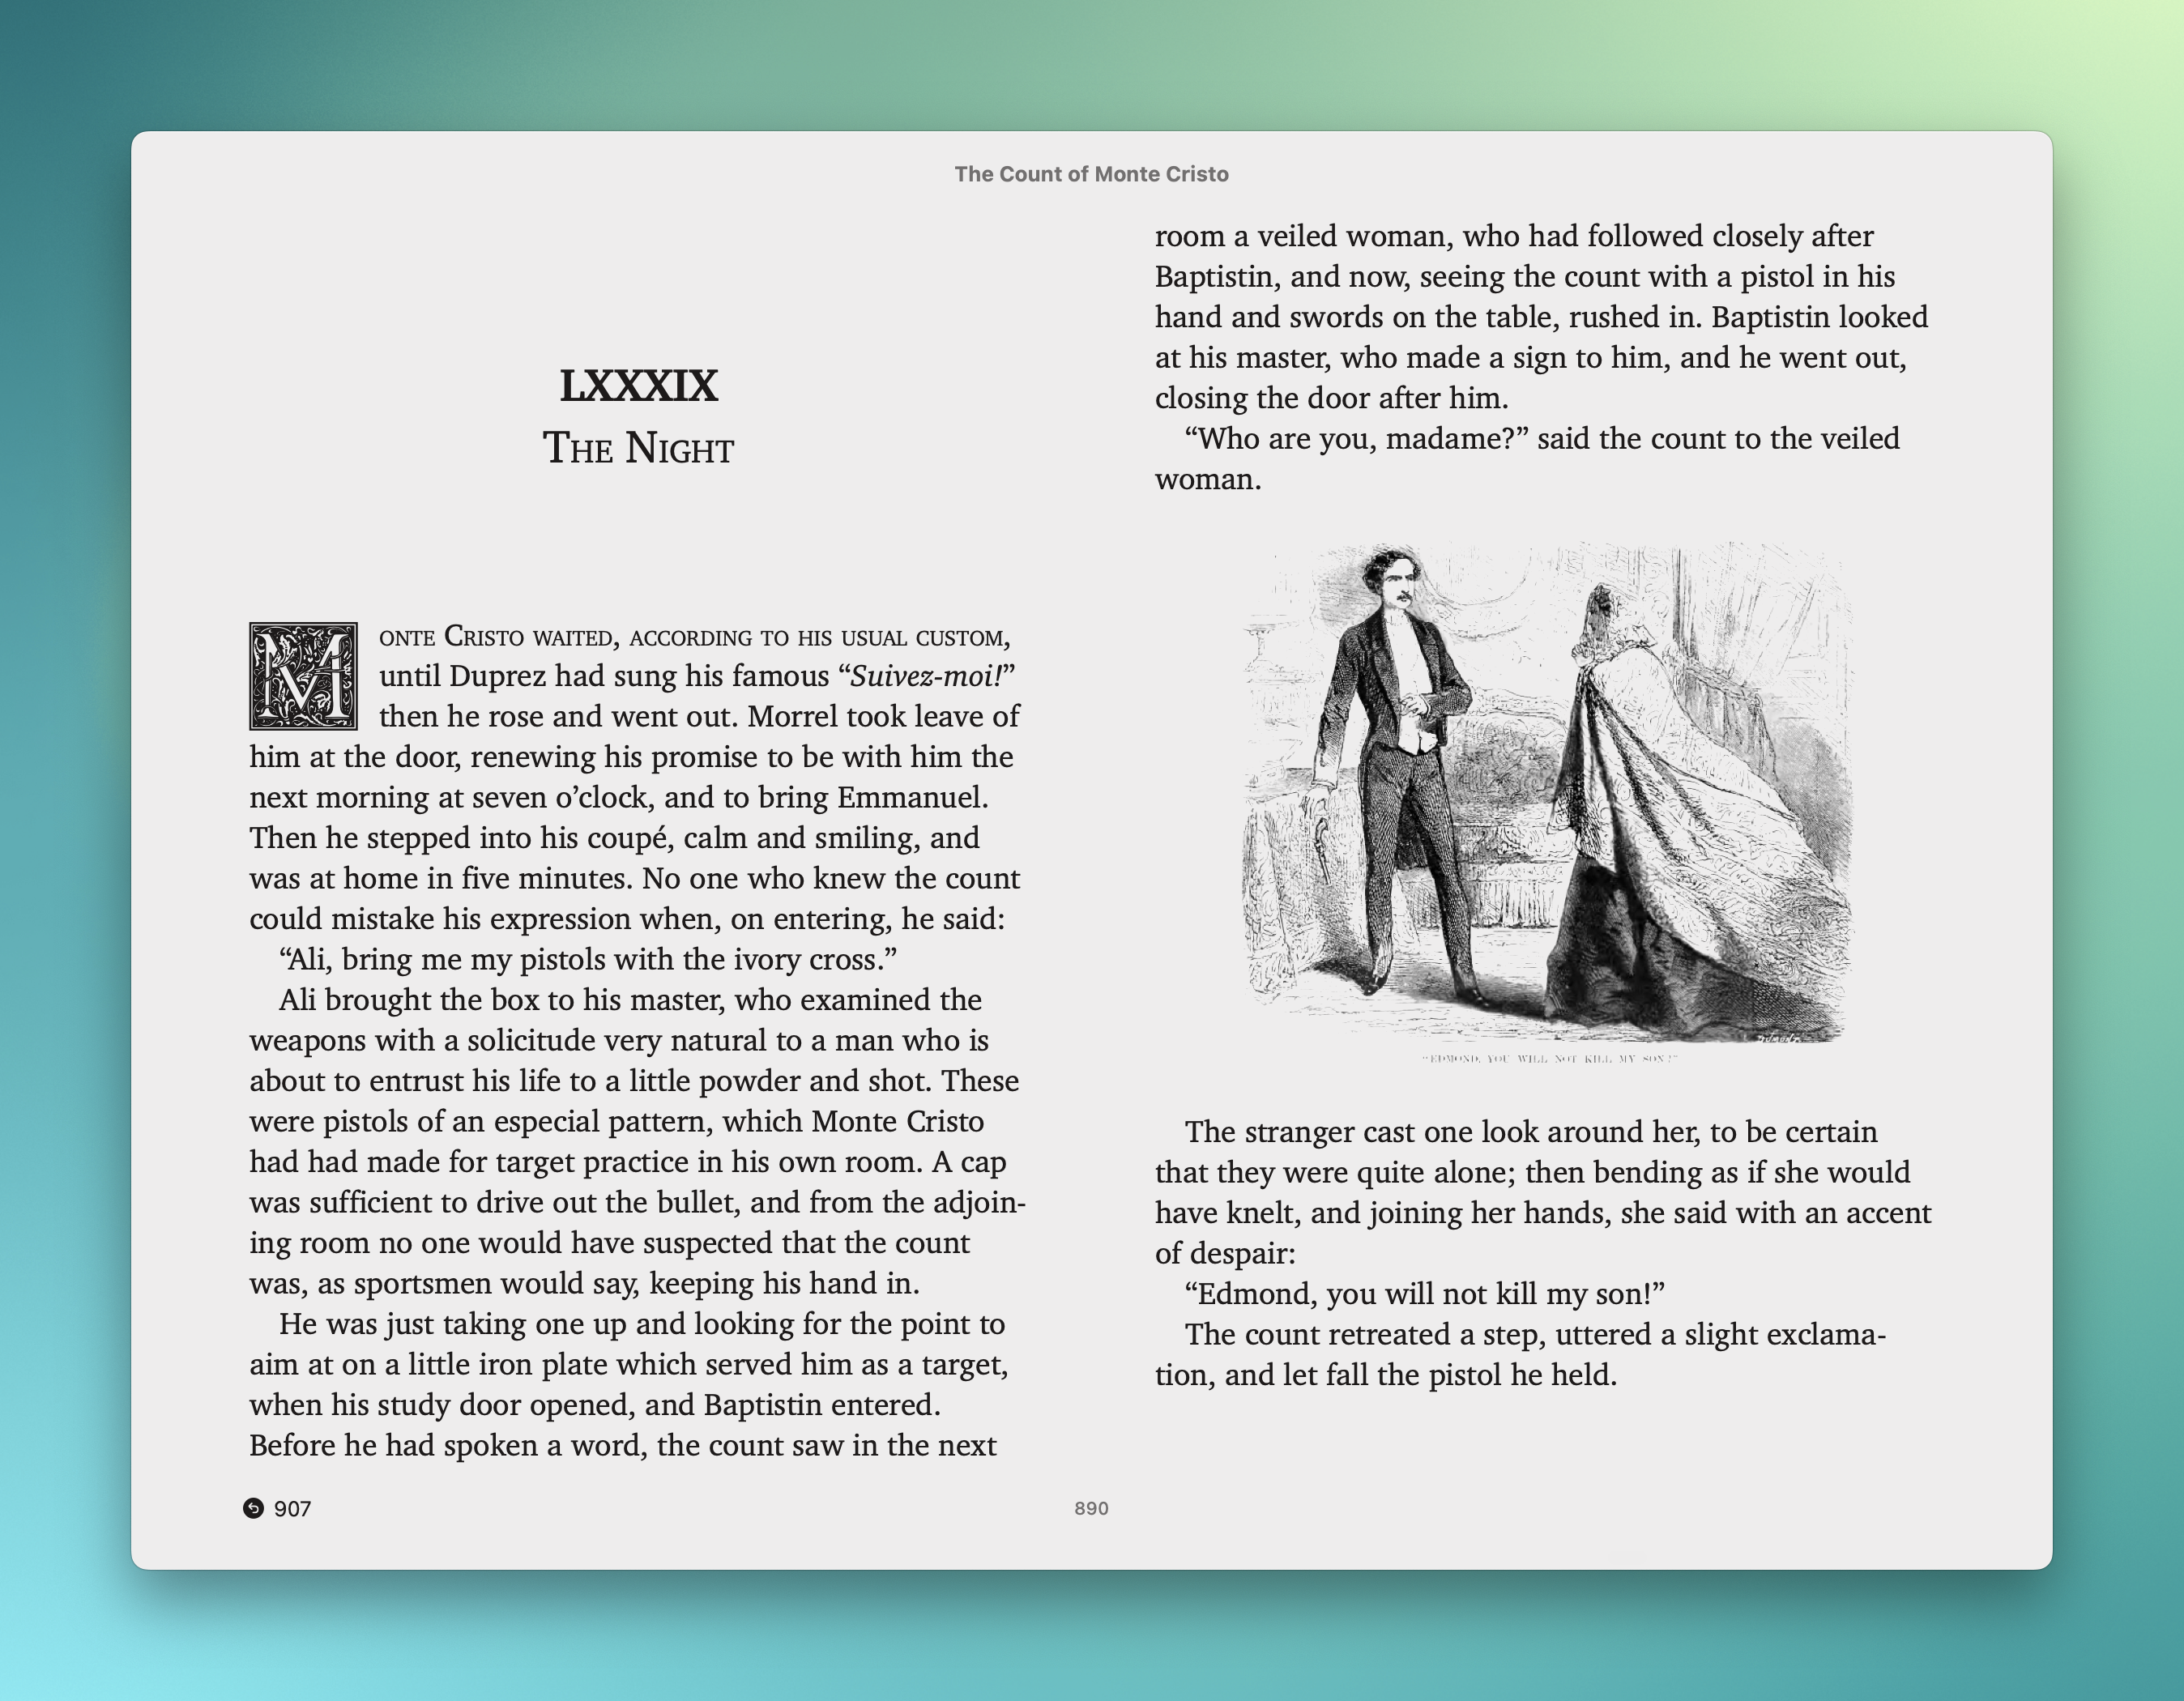 The Count of Monte Cristo
LXXXIX
The Night
Monte Cristo waited, according to his usual custom,
until Duprez had sung his famous “Suivez-moi!”
then he rose and went out. Morrel took leave of
him at the door, renewing his promise to be with him the
next morning at seven o’clock, and to bring Emmanuel.
Then he stepped into his coupé, calm and smiling, and
was at home in five minutes. No one who knew the count
could mistake his expression when, on entering, he said:
“Ali, bring me my pistols with the ivory cross.”
Ali brought the box to his master, who examined the
weapons with a solicitude very natural to a man who is
about to entrust his life to a little powder and shot. These
were pistols of an especial pattern, which Monte Cristo
had had made for target practice in his own room. A cap
was sufficient to drive out the bullet, and from the adjoin-
ing room no one would have suspected that the count
was, as sportsmen would say, keeping his hand in.
He was just taking one up and looking for the point to
aim at on a little iron plate which served him as a target,
when his study door opened, and Baptistin entered.
Before he had spoken a word, the count saw in the next
room a veiled woman, who had followed closely after
Baptistin, and now, seeing the count with a pistol in his
hand and swords on the table, rushed in. Baptistin looked
at his master, who made a sign to him, and he went out,
closing the door after him.
“Who are you, madame?” said the count to the veiled
woman.
“EDMOND, YOU WILL NOT KILL MY SON!”
The stranger cast one look around her, to be certain
that they were quite alone; then bending as if she would
have knelt, and joining her hands, she said with an accent
of despair:
“Edmond, you will not kill my son!”
The count retreated a step, uttered a slight exclama-
tion, and let fall the pistol he held.
907
890